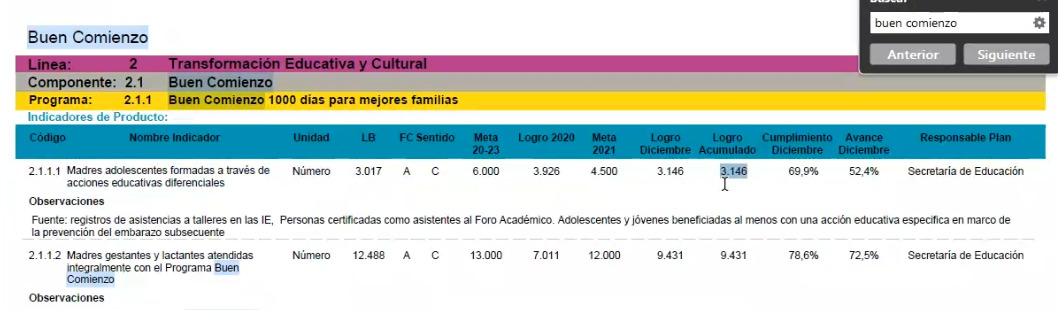 Buscar
buen comienzo
Anterior Siguiente
Buen Comienzo
Línea: 2 Transformación Educativa y Cultural
Componente: 2.1 Buen Comienzo
Programa: 2.1.1 Buen Comienzo 1000 días para mejores familias
Indicadores de Producto:
Código Nombre Indicador Unidad LB FC Sentido Meta 20-23 Logro 2020 Meta 2021 Logro Diciembre Logro Acumulado Cumplimiento Diciembre Avance Diciembre Responsable Plan
2.1.1.1 Madres adolescentes formadas a través de Número 3.017 A C 6.000 3.926 4.500 3.146 3.146 69,9% 52,4% Secretaría de Educación
acciones educativas diferenciales
Observaciones
Fuente: registros de asistencias a talleres en las IE, Personas certificadas como asistentes al Foro Académico. Adolescentes y jóvenes beneficiadas al menos con una acción educativa especifica en marco de
la prevención del embarazo subsecuente
2.1.1.2 Madres gestantes y lactantes atendidas Número 12.488 A C 13.000 7.011 12.000 9.431 9.431 78,6% 72,5% Secretaría de Educación
integralmente con el Programa Buen
Comienzo
Observaciones